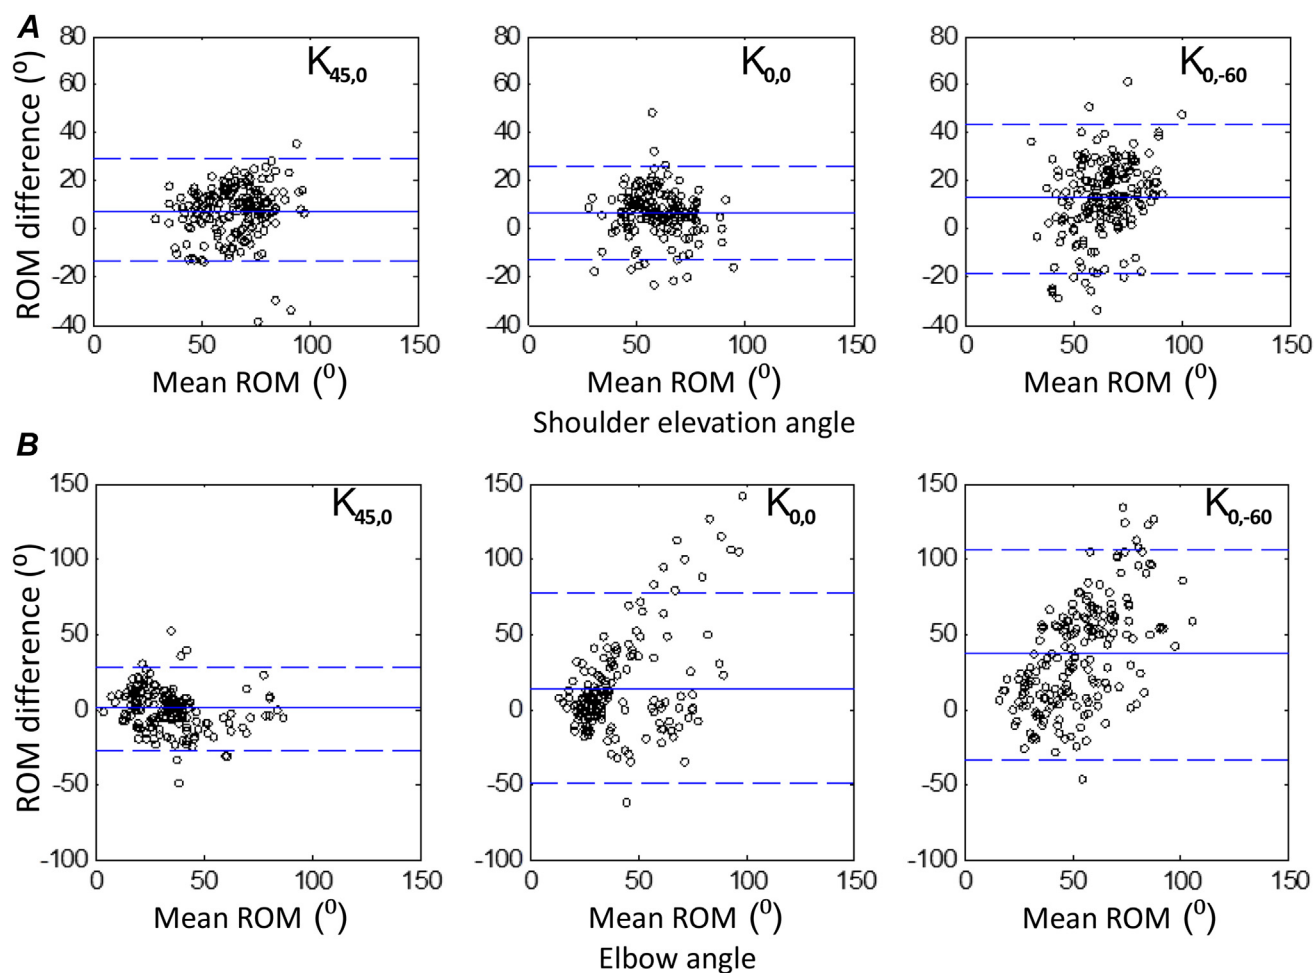 A
80 80 80
K45,0 K0,0 K0,-60
60 60 60
40 40 40
20 20 20
0 0 0
-20 -20 -20
-40 -40 -40
0 50 100 150 0 50 100 150 0 50 100 150
ROM difference (⁰)
Mean ROM (⁰) Mean ROM (⁰) Mean ROM (⁰)
Shoulder elevation angle
B
150 150 150
K45,0 K0,0 K0,-60
100 100 100
50 50 50
0 0 0
-50 -50 -50
-100 -100 -100
0 50 100 150 0 50 100 150 0 50 100 150
ROM difference (⁰)
Mean ROM (⁰) Mean ROM (⁰) Mean ROM (⁰)
Elbow angle